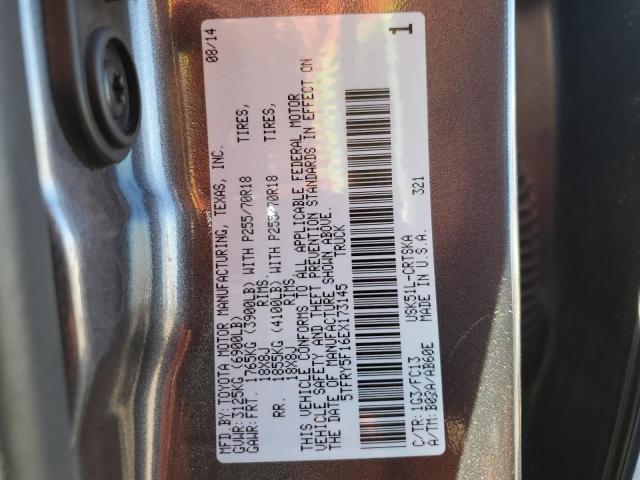 MFD.BY: TOYOTA MOTOR MANUFACTURING, TEXAS, INC. 08/14
GVWR: 3125KG (6900LB)
GAWR: FRT. 1765KG (3900LB) WITH P255/70R18 TIRES,
18X8J RIMS
RR. 1855KG (4100LB) WITH P255/70R18 TIRES,
18X8J RIMS
THIS VEHICLE CONFORMS TO ALL APPLICABLE FEDERAL MOTOR
VEHICLE SAFETY AND THEFT PREVENTION STANDARDS IN EFFECT ON
THE DATE OF MANUFACTURE SHOWN ABOVE.
5TFRY5F16EX173145 TRUCK
1
USK51L-CRTSKA 321
C/TR: 1G3/FC13 MADE IN U.S.A.
A/TM: B03A/AB60E